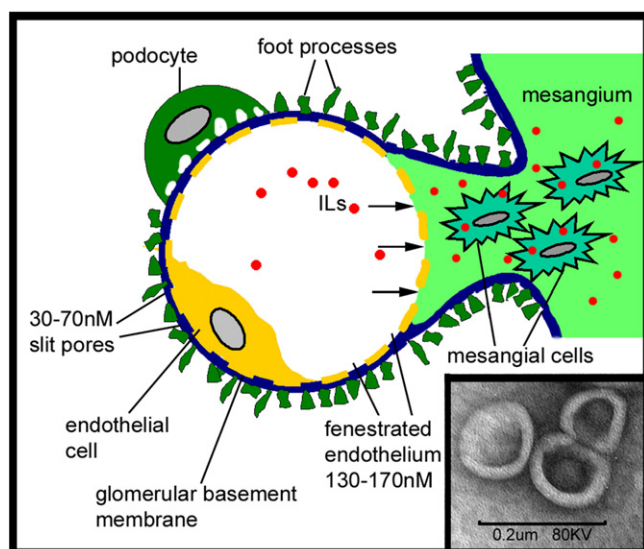 foot processes
podocyte
mesangium
ILs
30-70nM
slit pores
mesangial cells
endothelial
cell
fenestrated
endothelium
130-170nM
glomerular basement
membrane
0.2um 80KV